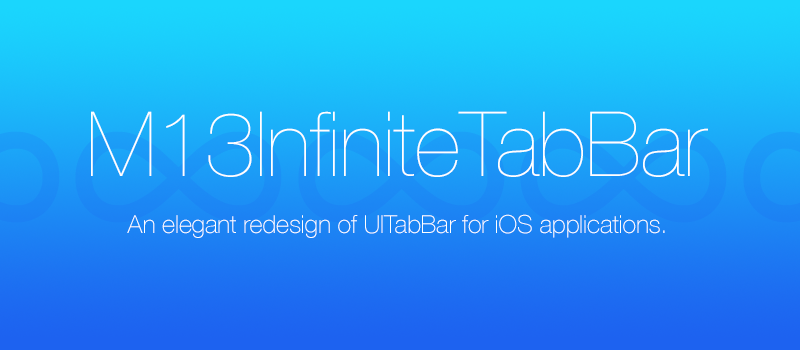 M13InfiniteTabBar
An elegant redesign of UITabBar for iOS applications.